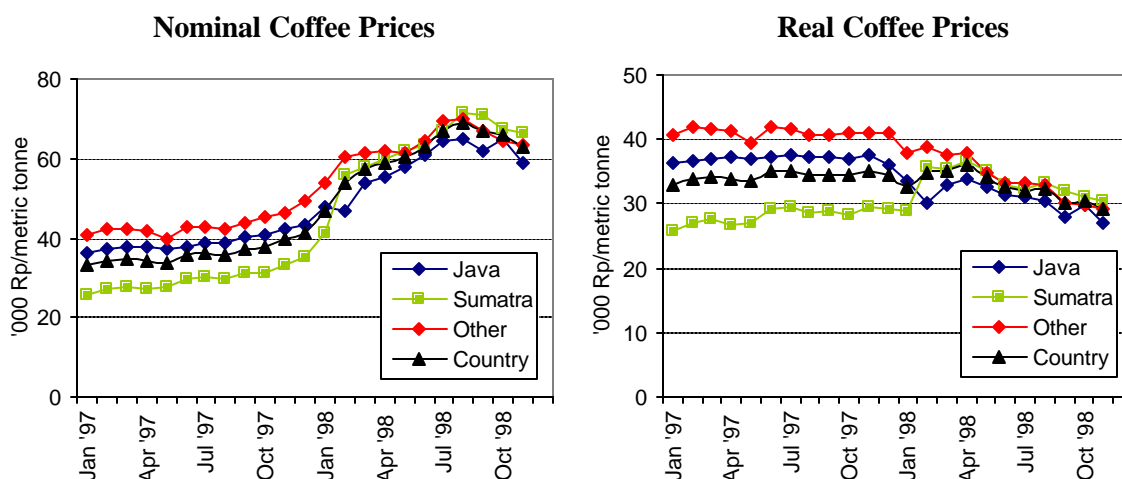 Nominal Coffee Prices
'000 Rp/metric tonne
80
60
40
20
0
Jan '97
Apr '97
Jul '97
Oct '97
Jan '98
Apr '98
Jul '98
Oct '98
Java
Sumatra
Other
Country
Real Coffee Prices
'000 Rp/metric tonne
50
40
30
20
10
0
Jan '97
Apr '97
Jul '97
Oct '97
Jan '98
Apr '98
Jul '98
Oct '98
Java
Sumatra
Other
Country